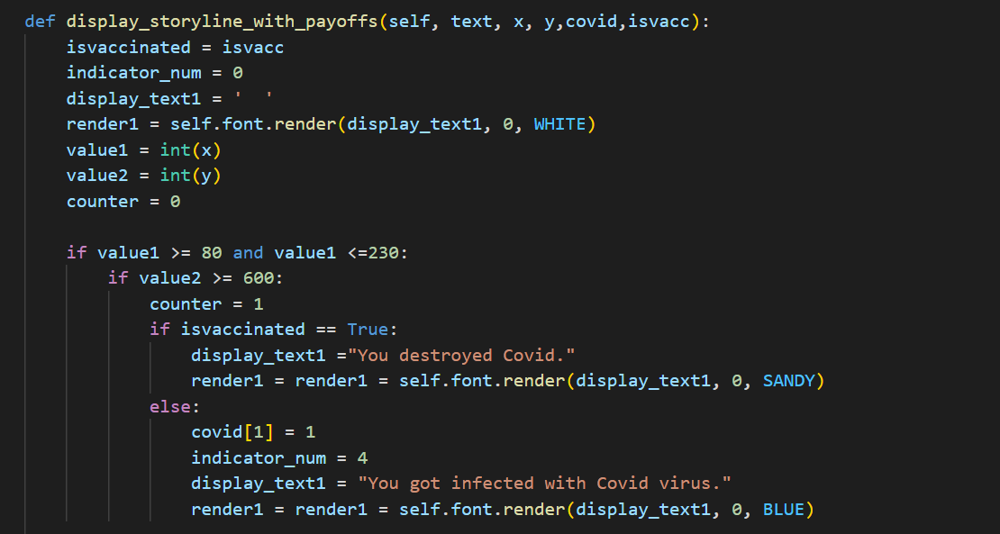 def display_storyline_with_payoffs(self, text, x, y,covid,isvacc):
    isvaccinated = isvacc
    indicator_num = 0
    display_text1 = '  '
    render1 = self.font.render(display_text1, 0, WHITE)
    value1 = int(x)
    value2 = int(y)
    counter = 0

    if value1 >= 80 and value1 <=230:
        if value2 >= 600:
            counter = 1
            if isvaccinated == True:
                display_text1 ="You destroyed Covid."
                render1 = render1 = self.font.render(display_text1, 0, SANDY)
            else:
                covid[1] = 1
                indicator_num = 4
                display_text1 = "You got infected with Covid virus."
                render1 = render1 = self.font.render(display_text1, 0, BLUE)